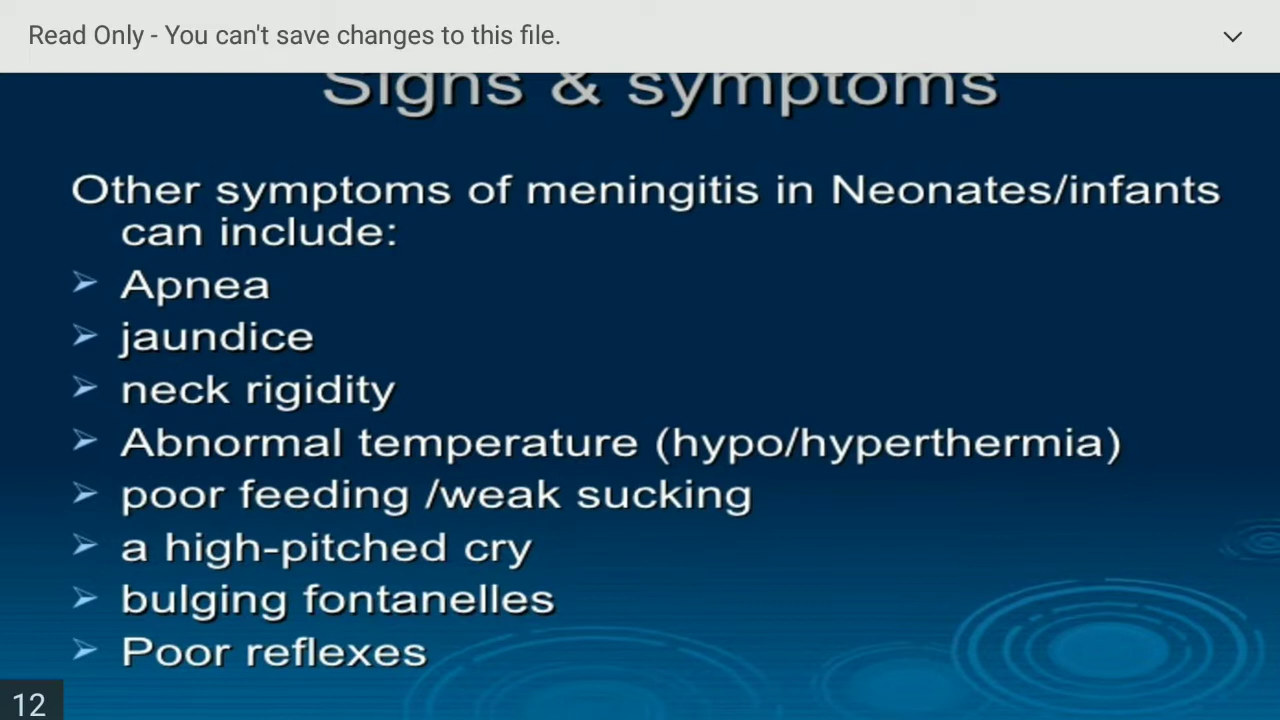 Read Only - You can't save changes to this file.
Signs & symptoms
Other symptoms of meningitis in Neonates/infants
can include:
➢ Apnea
➢ jaundice
➢ neck rigidity
➢ Abnormal temperature (hypo/hyperthermia)
➢ poor feeding /weak sucking
➢ a high-pitched cry
➢ bulging fontanelles
➢ Poor reflexes
12